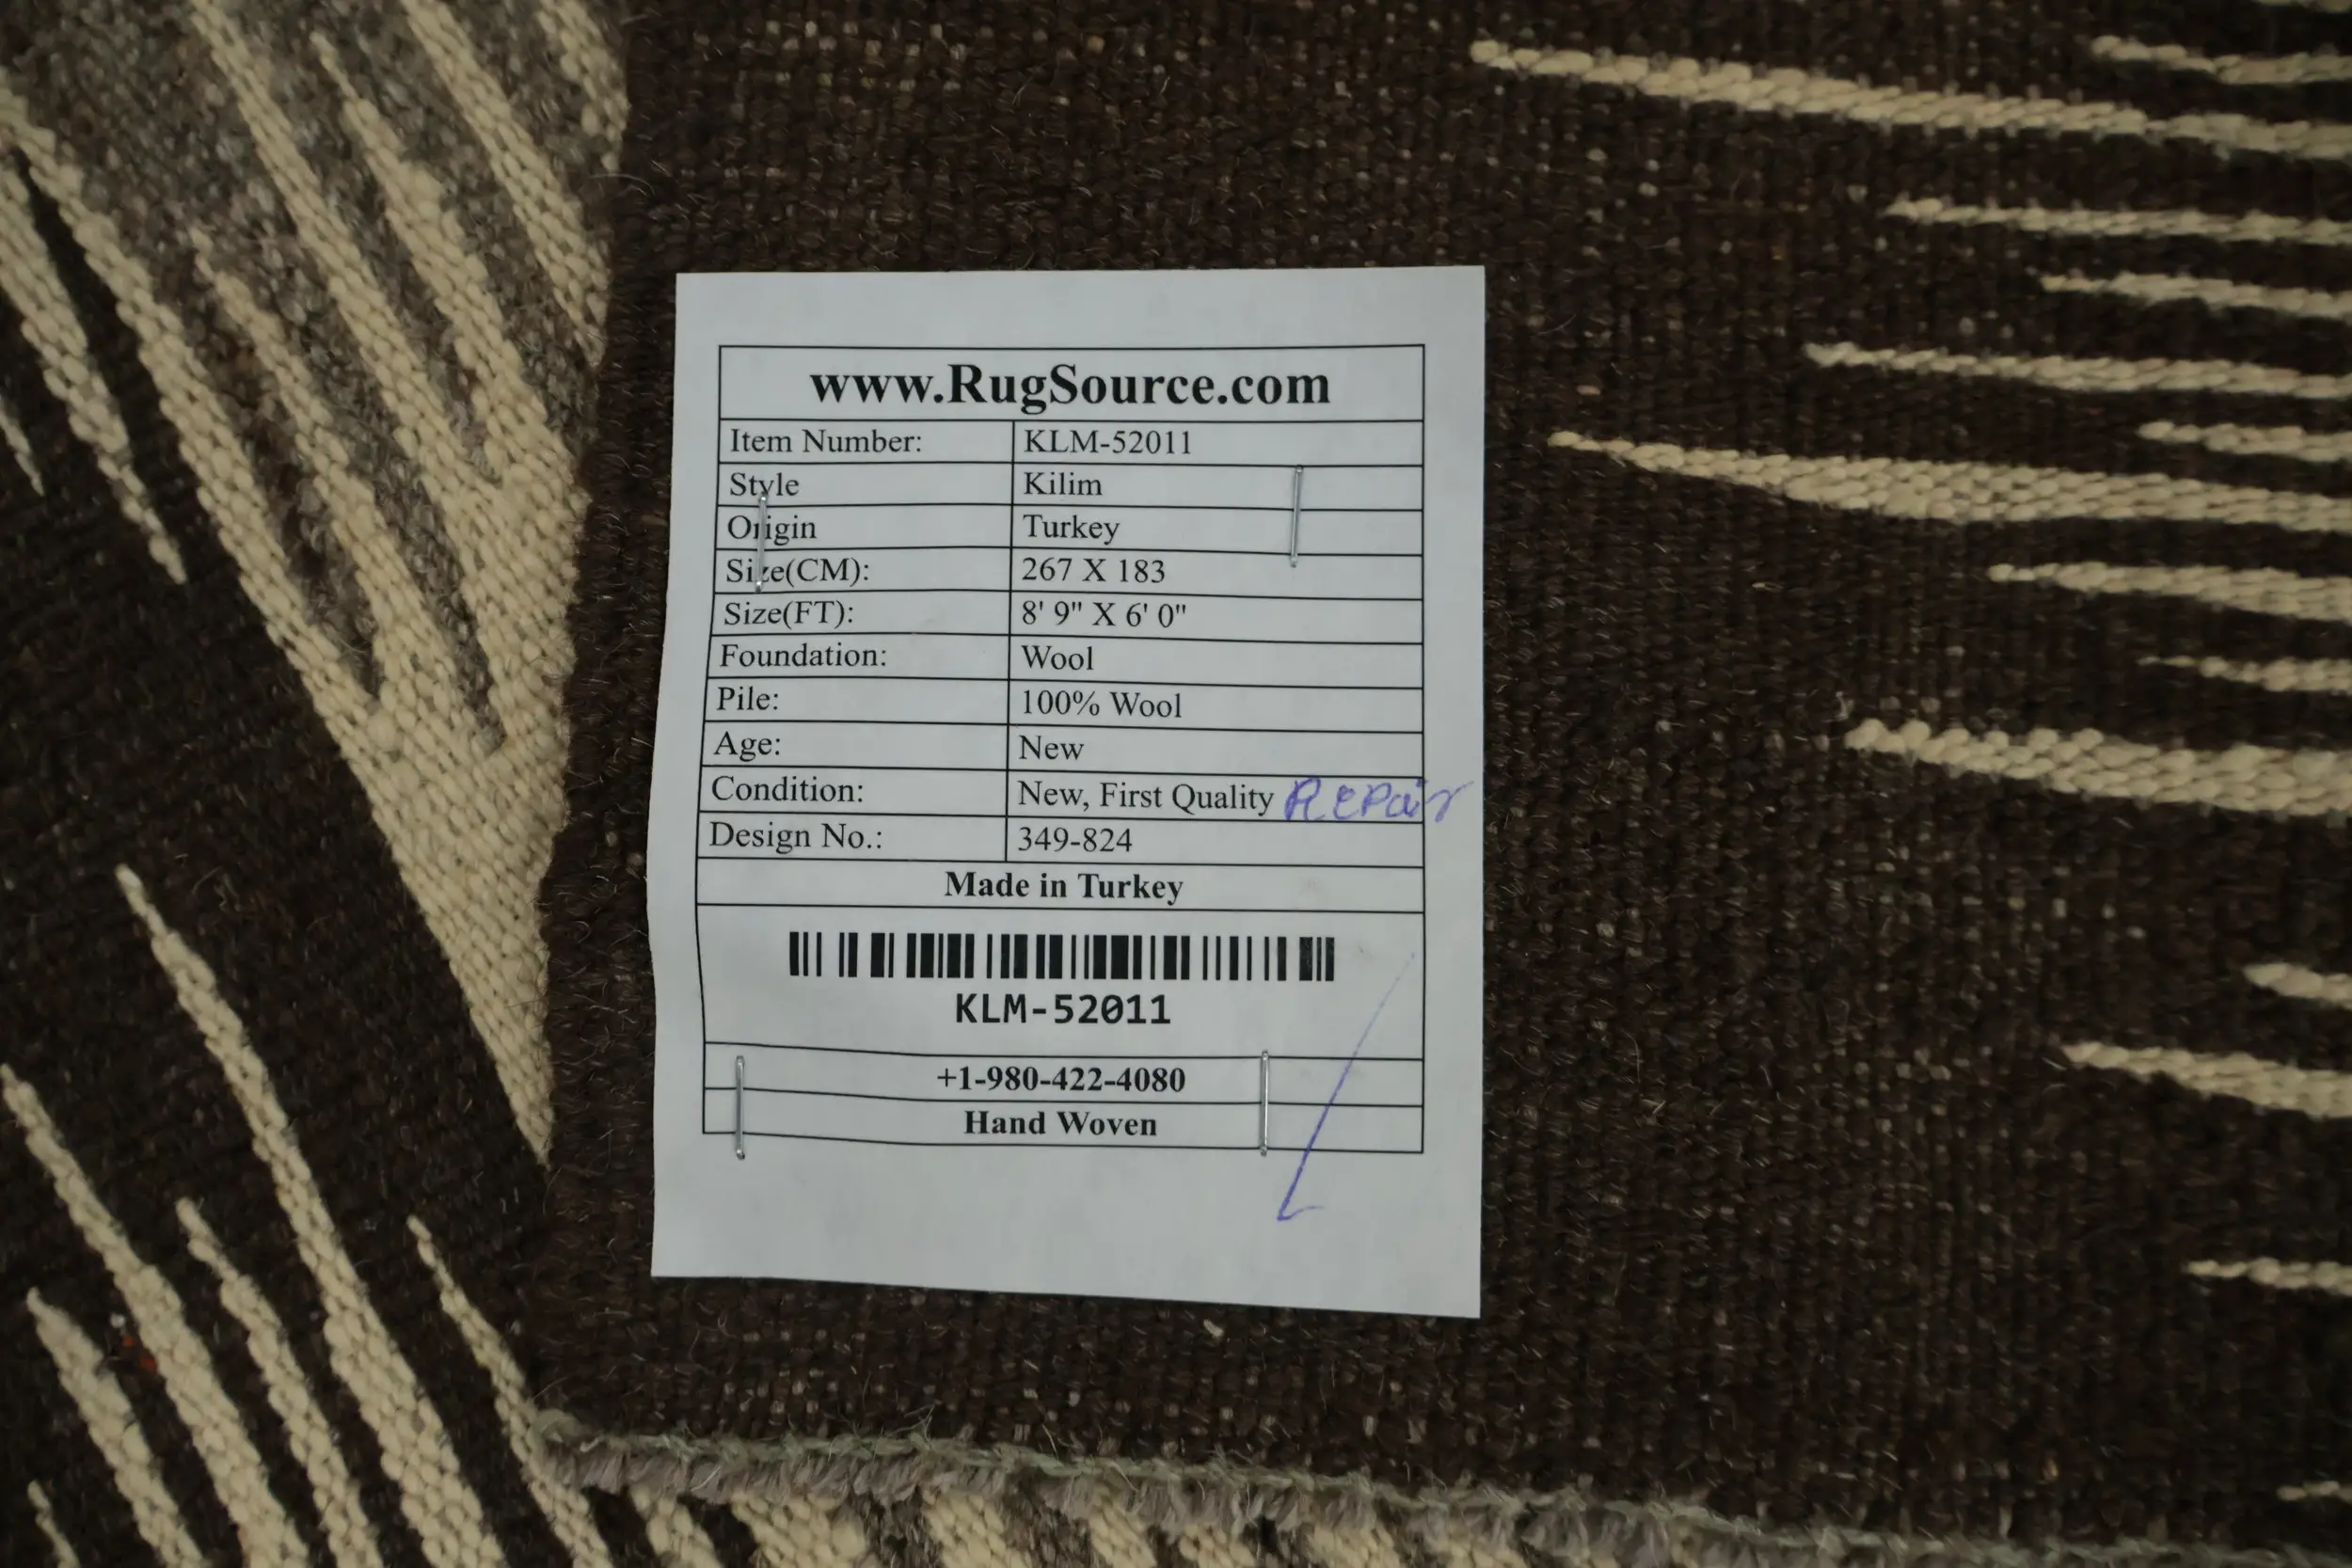 www.RugSource.com
Item Number: KLM-52011
Style Kilim
Origin Turkey
Size(CM): 267 X 183
Size(FT): 8' 9" X 6' 0"
Foundation: Wool
Pile: 100% Wool
Age: New
Condition: New, First Quality REPair
Design No.: 349-824
Made in Turkey
KLM-52011
+1-980-422-4080
Hand Woven